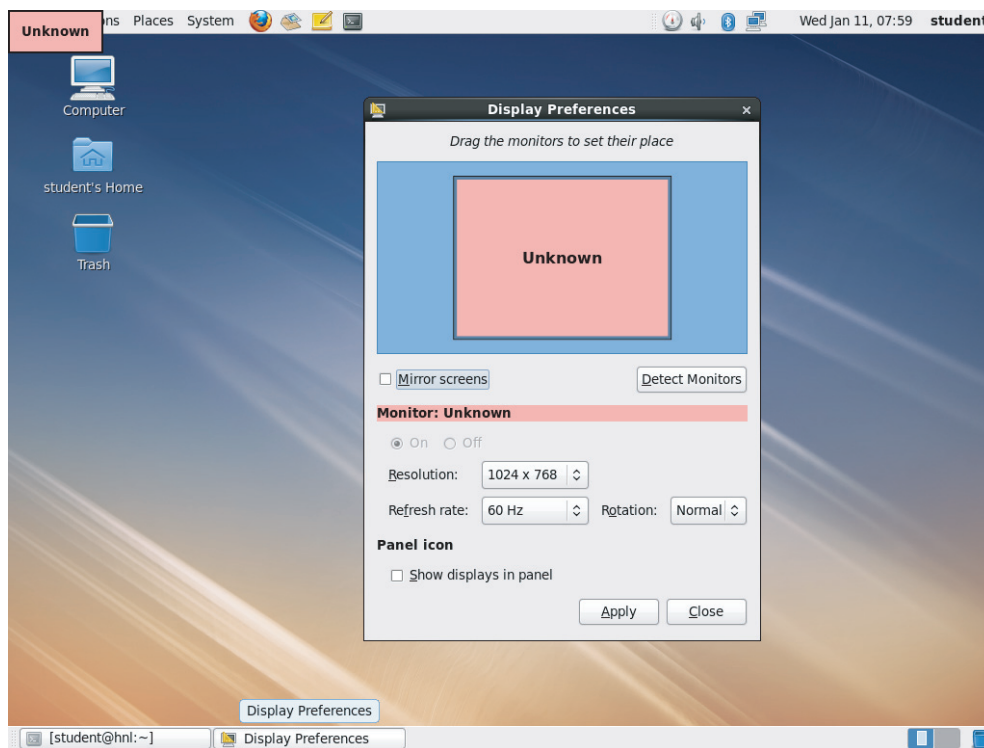 Unknown
ns Places System Wed Jan 11, 07:59 student
Computer
student's Home
Trash
Display Preferences
Drag the monitors to set their place
Unknown
Mirror screens Detect Monitors
Monitor: Unknown
On Off
Resolution: 1024 x 768
Refresh rate: 60 Hz Rotation: Normal
Panel icon
Show displays in panel
Apply Close
Display Preferences
[student@hnl:~] Display Preferences